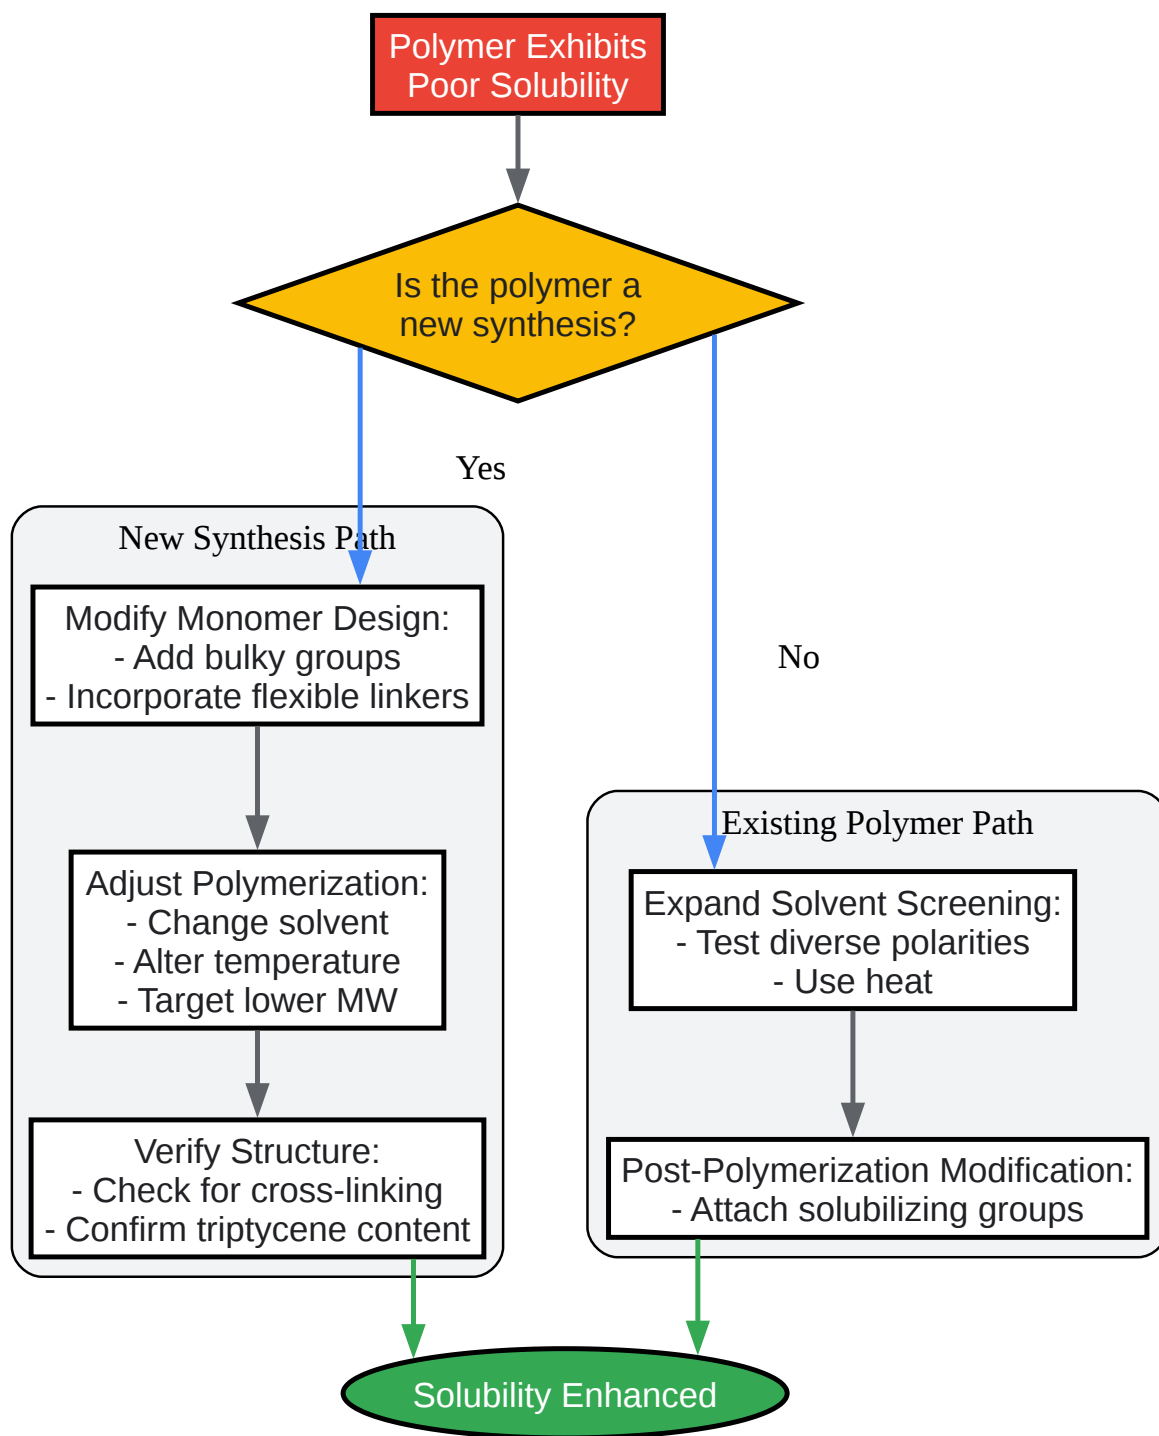 Polymer Exhibits
Poor Solubility
Is the polymer a
new synthesis?
Yes
New Synthesis Path
Modify Monomer Design:
- Add bulky groups
- Incorporate flexible linkers
Adjust Polymerization:
- Change solvent
- Alter temperature
- Target lower MW
Verify Structure:
- Check for cross-linking
- Confirm triptycene content
No
Existing Polymer Path
Expand Solvent Screening:
- Test diverse polarities
- Use heat
Post-Polymerization Modification:
- Attach solubilizing groups
Solubility Enhanced